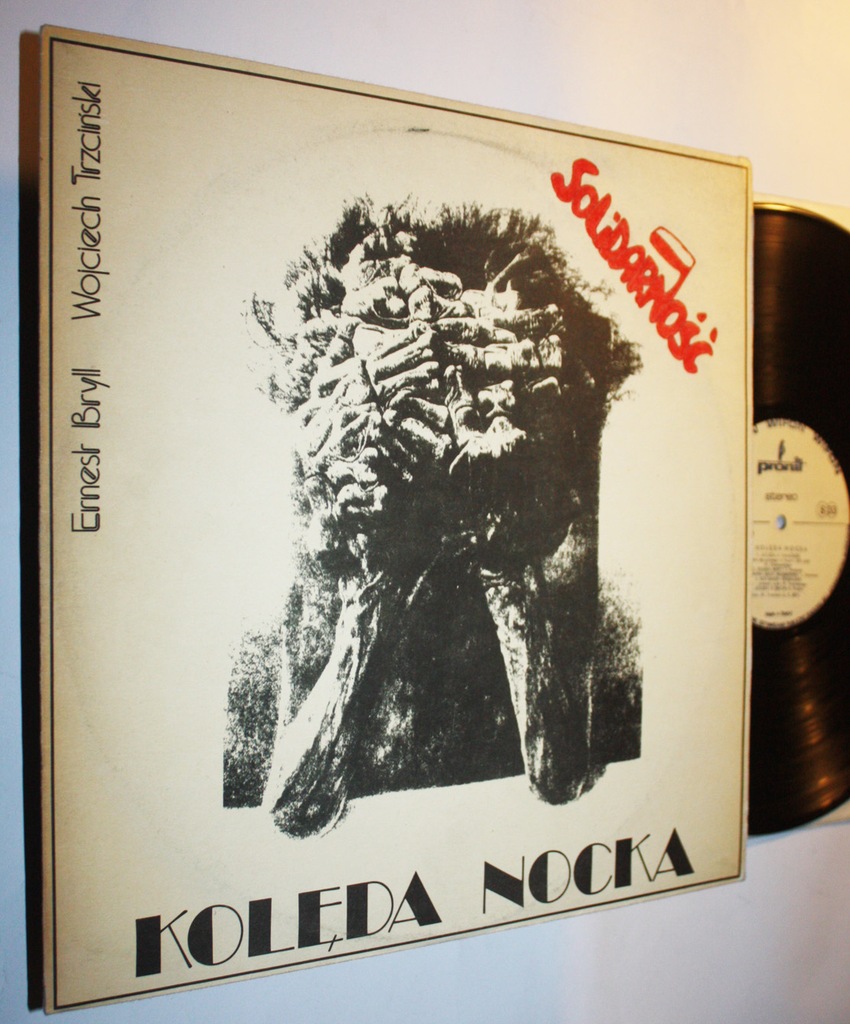 Ernest Bryll Wojciech Trzciński
SOLiDARNOŚĆ
KOLĘDA NOCKA
pronit
stereo
KOLĘDA NOCKA